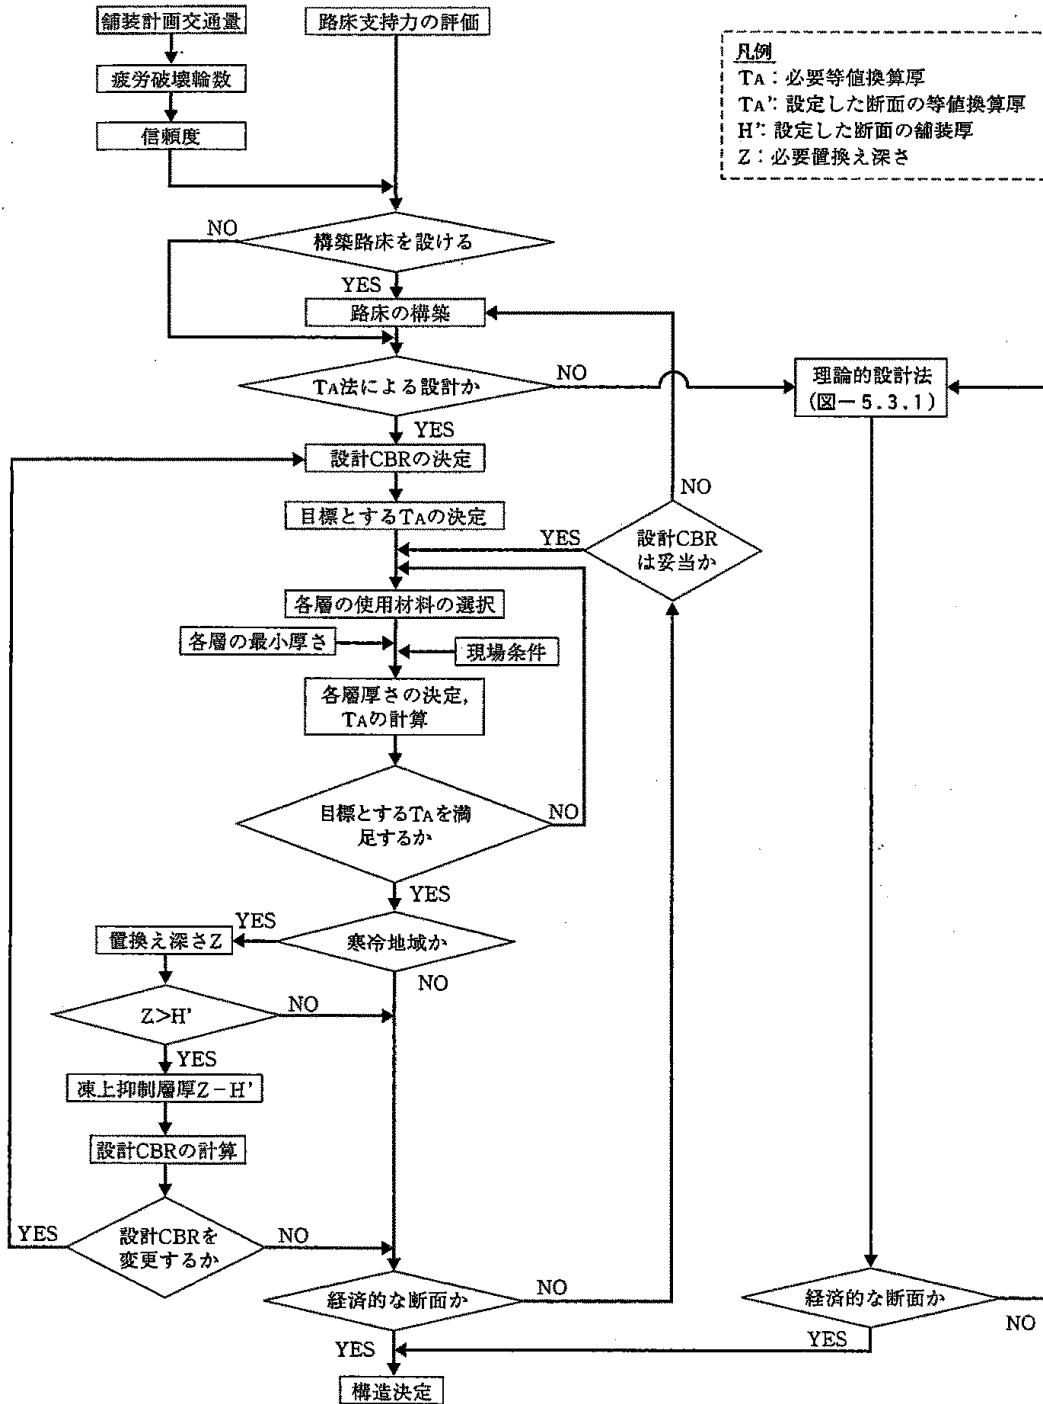 舗装計画交通量
路床支持力の評価
疲労破壊輪数
信頼度
凡例
TA：必要等値換算厚
TA'：設定した断面の等値換算厚
H'：設定した断面の舗装厚
Z：必要置換え深さ
NO
構築路床を設ける
YES
路床の構築
TA法による設計か
NO
理論的設計法
(図－5.3.1)
YES
設計CBRの決定
目標とするTAの決定
NO
YES
設計CBR
は妥当か
各層の使用材料の選択
各層の最小厚さ
現場条件
各層厚さの決定,
TAの計算
目標とするTAを満
足するか
NO
YES
YES
置換え深さZ
寒冷地域か
NO
Z>H'
NO
YES
凍上抑制層厚Z－H'
設計CBRの計算
YES
設計CBRを
変更するか
NO
経済的な断面か
NO
経済的な断面か
NO
YES
YES
構造決定